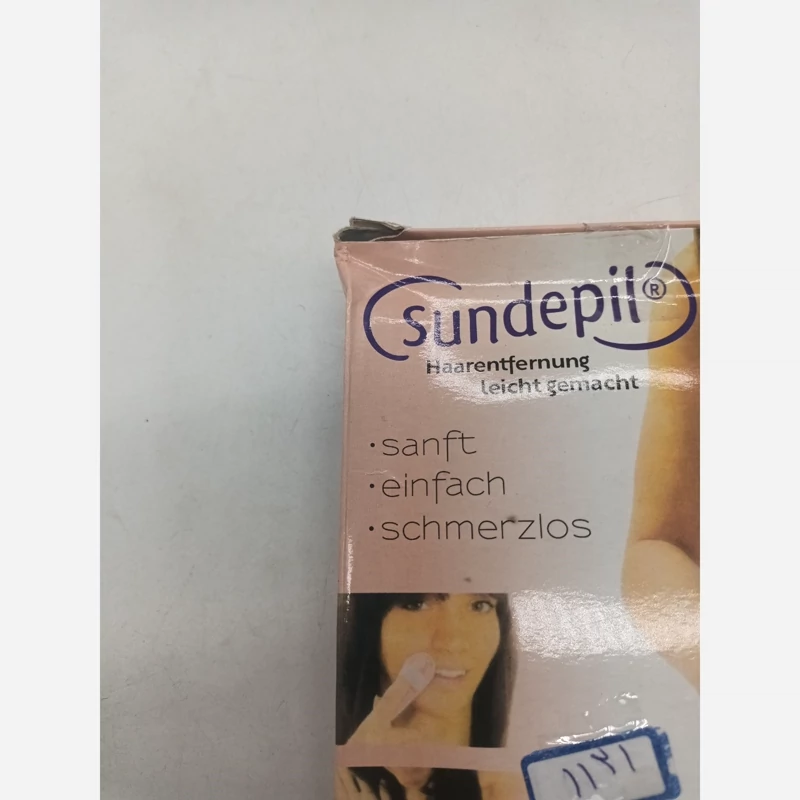 sundepil®
Haarentfernung
leicht gemacht
·sanft
·einfach
·schmerzlos
١١٢١